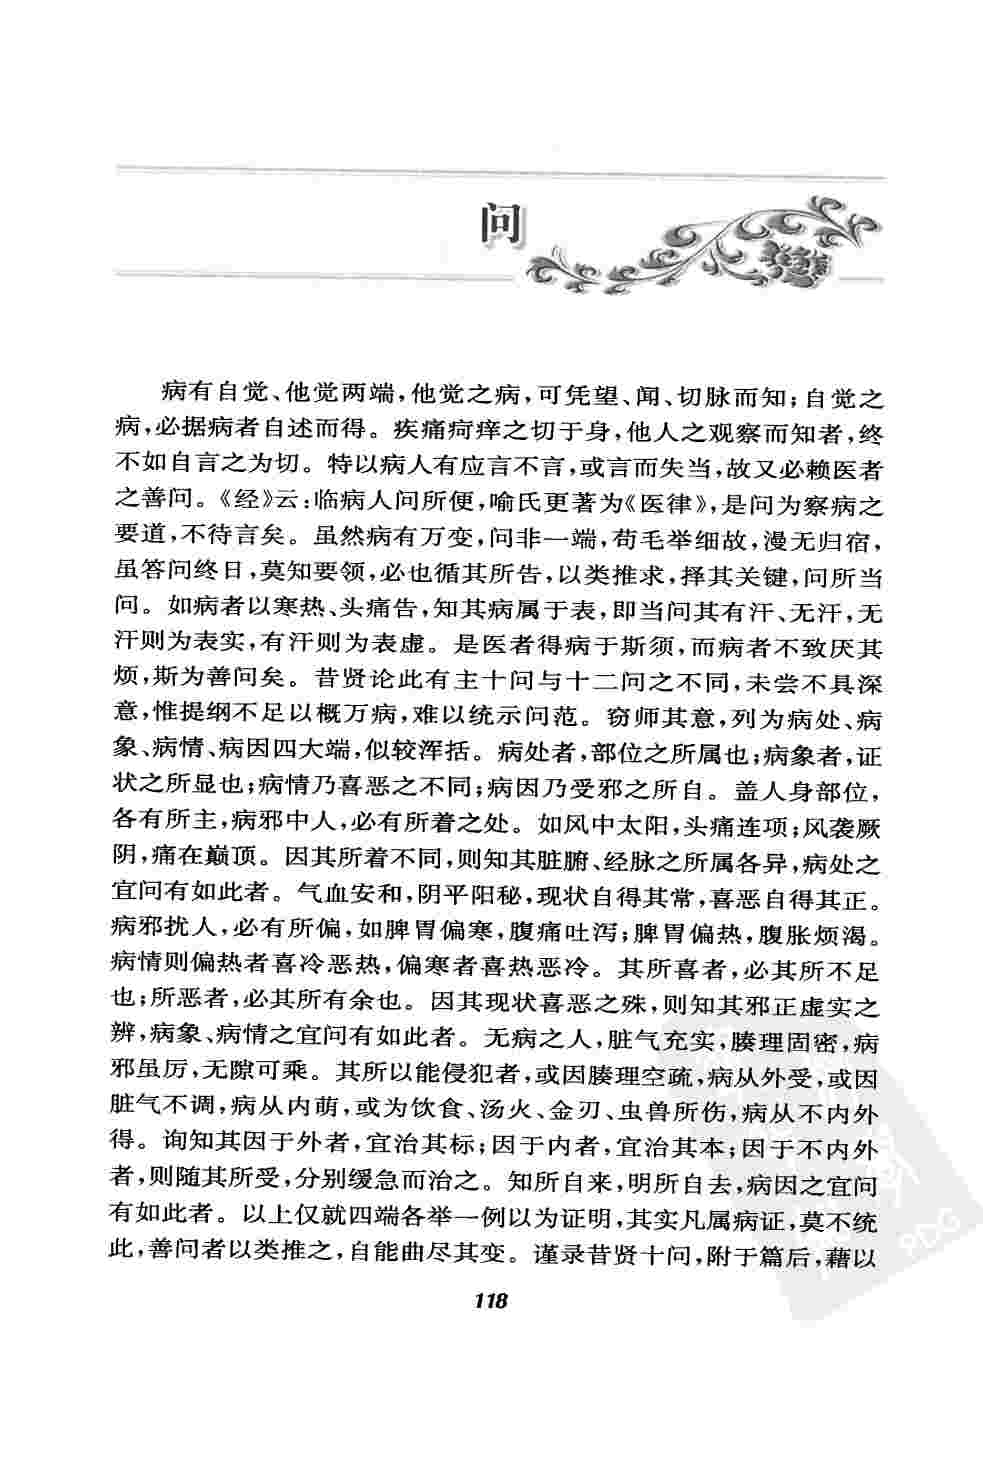 问
病有自觉、他觉两端，他觉之病，可凭望、闻、切脉而知；自觉之
病，必据病者自述而得。疾痛疴痒之切于身，他人之观察而知者，终
不如自言之为切。特以病人有应言不言，或言而失当，故又必赖医者
之善问。《经》云：临病人问所便，喻氏更著为《医律》，是问为察病之
要道，不待言矣。虽然病有万变，问非一端，苟毛举细故，漫无归宿，
虽答问终日，莫知要领，必也循其所告，以类推求，择其关键，问所当
问。如病者以寒热、头痛告，知其病属于表，即当问其有汗、无汗，无
汗则为表实，有汗则为表虚。是医者得病于斯须，而病者不致厌其
烦，斯为善问矣。昔贤论此有主十问与十二问之不同，未尝不具深
意，惟提纲不足以概万病，难以统示问范。窃师其意，列为病处、病
象、病情、病因四大端，似较浑括。病处者，部位之所属也；病象者，证
状之所显也；病情乃喜恶之不同；病因乃受邪之所自。盖人身部位，
各有所主，病邪中人，必有所着之处。如风中太阳，头痛连项；风袭厥
阴，痛在巅顶。因其所着不同，则知其脏腑、经脉之所属各异，病处之
宜问有如此者。气血安和，阴平阳秘，现状自得其常，喜恶自得其正。
病邪扰人，必有所偏，如脾胃偏寒，腹痛吐泻；脾胃偏热，腹胀烦渴。
病情则偏热者喜冷恶热，偏寒者喜热恶冷。其所喜者，必其所不足
也；所恶者，必其所有余也。因其现状喜恶之殊，则知其邪正虚实之
辨，病象、病情之宜问有如此者。无病之人，脏气充实，腠理固密，病
邪虽厉，无隙可乘。其所以能侵犯者，或因腠理空疏，病从外受，或因
脏气不调，病从内萌，或为饮食、汤火、金刃、虫兽所伤，病从不内外
得。询知其因于外者，宜治其标；因于内者，宜治其本；因于不内外
者，则随其所受，分别缓急而治之。知所自来，明所自去，病因之宜问
有如此者。以上仅就四端各举一例以为证明，其实凡属病证，莫不统
此，善问者以类推之，自能曲尽其变。谨录昔贤十问，附于篇后，藉以
118
PDG